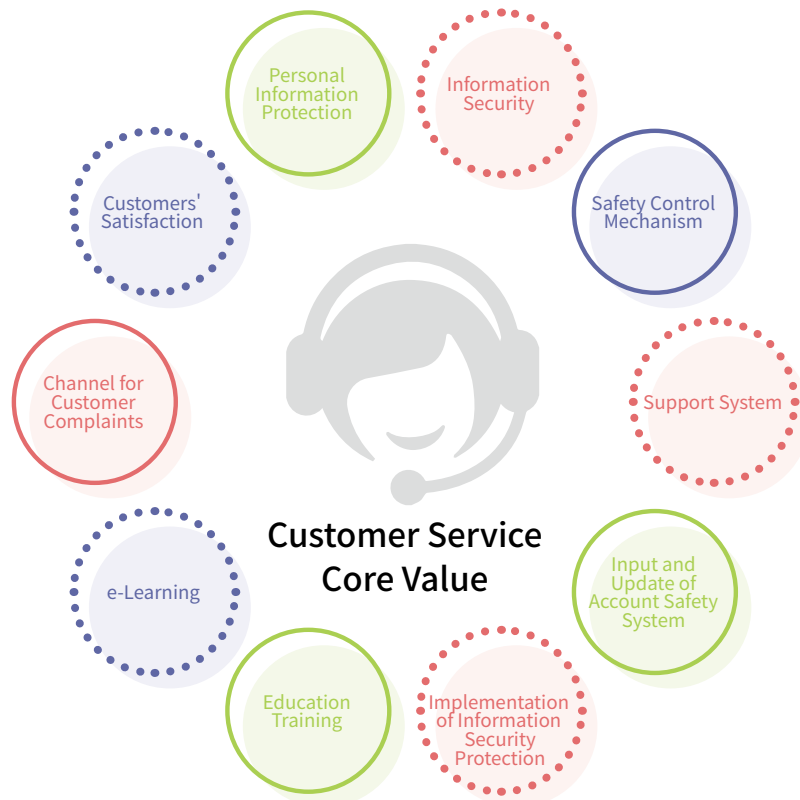 Personal
Information
Protection
Information
Security
Customers'
Satisfaction
Safety Control
Mechanism
Channel for
Customer
Complaints
Support System
Customer Service
Core Value
e-Learning
Input and
Update of
Account Safety
System
Education
Training
Implementation
of Information
Security
Protection